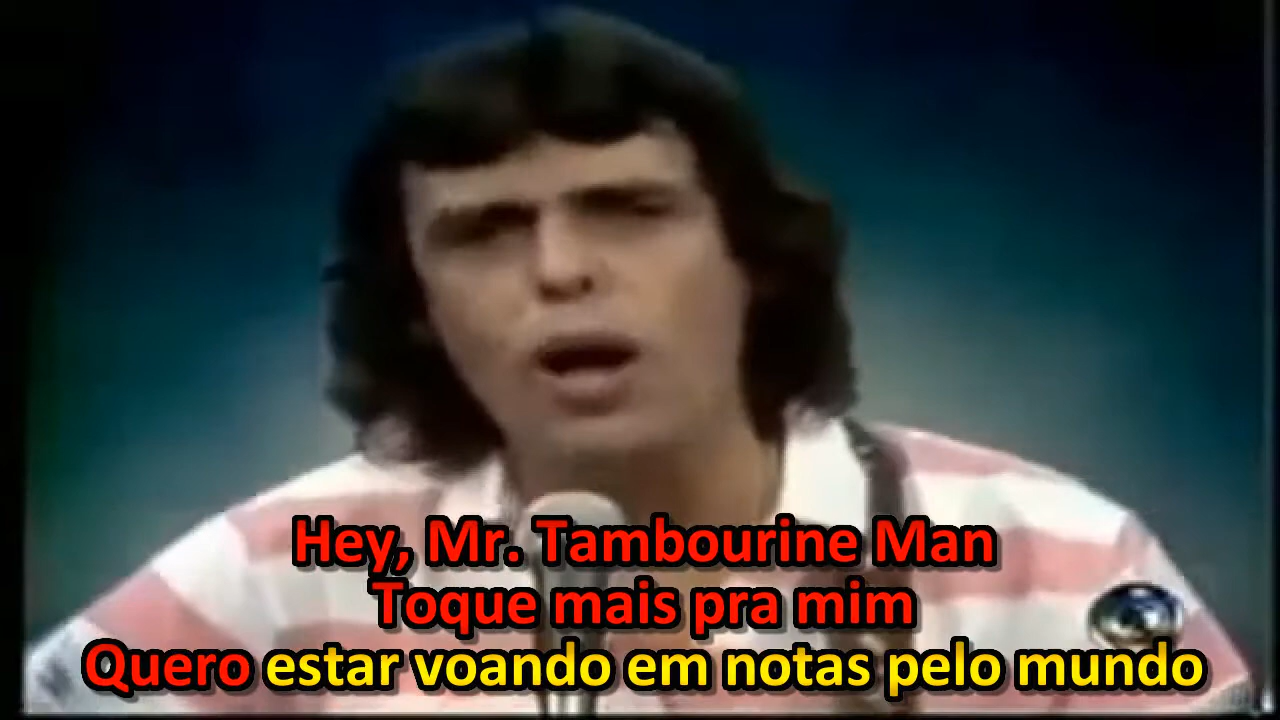 Hey, Mr. Tambourine Man
Toque mais pra mim
Quero estar voando em notas pelo mundo